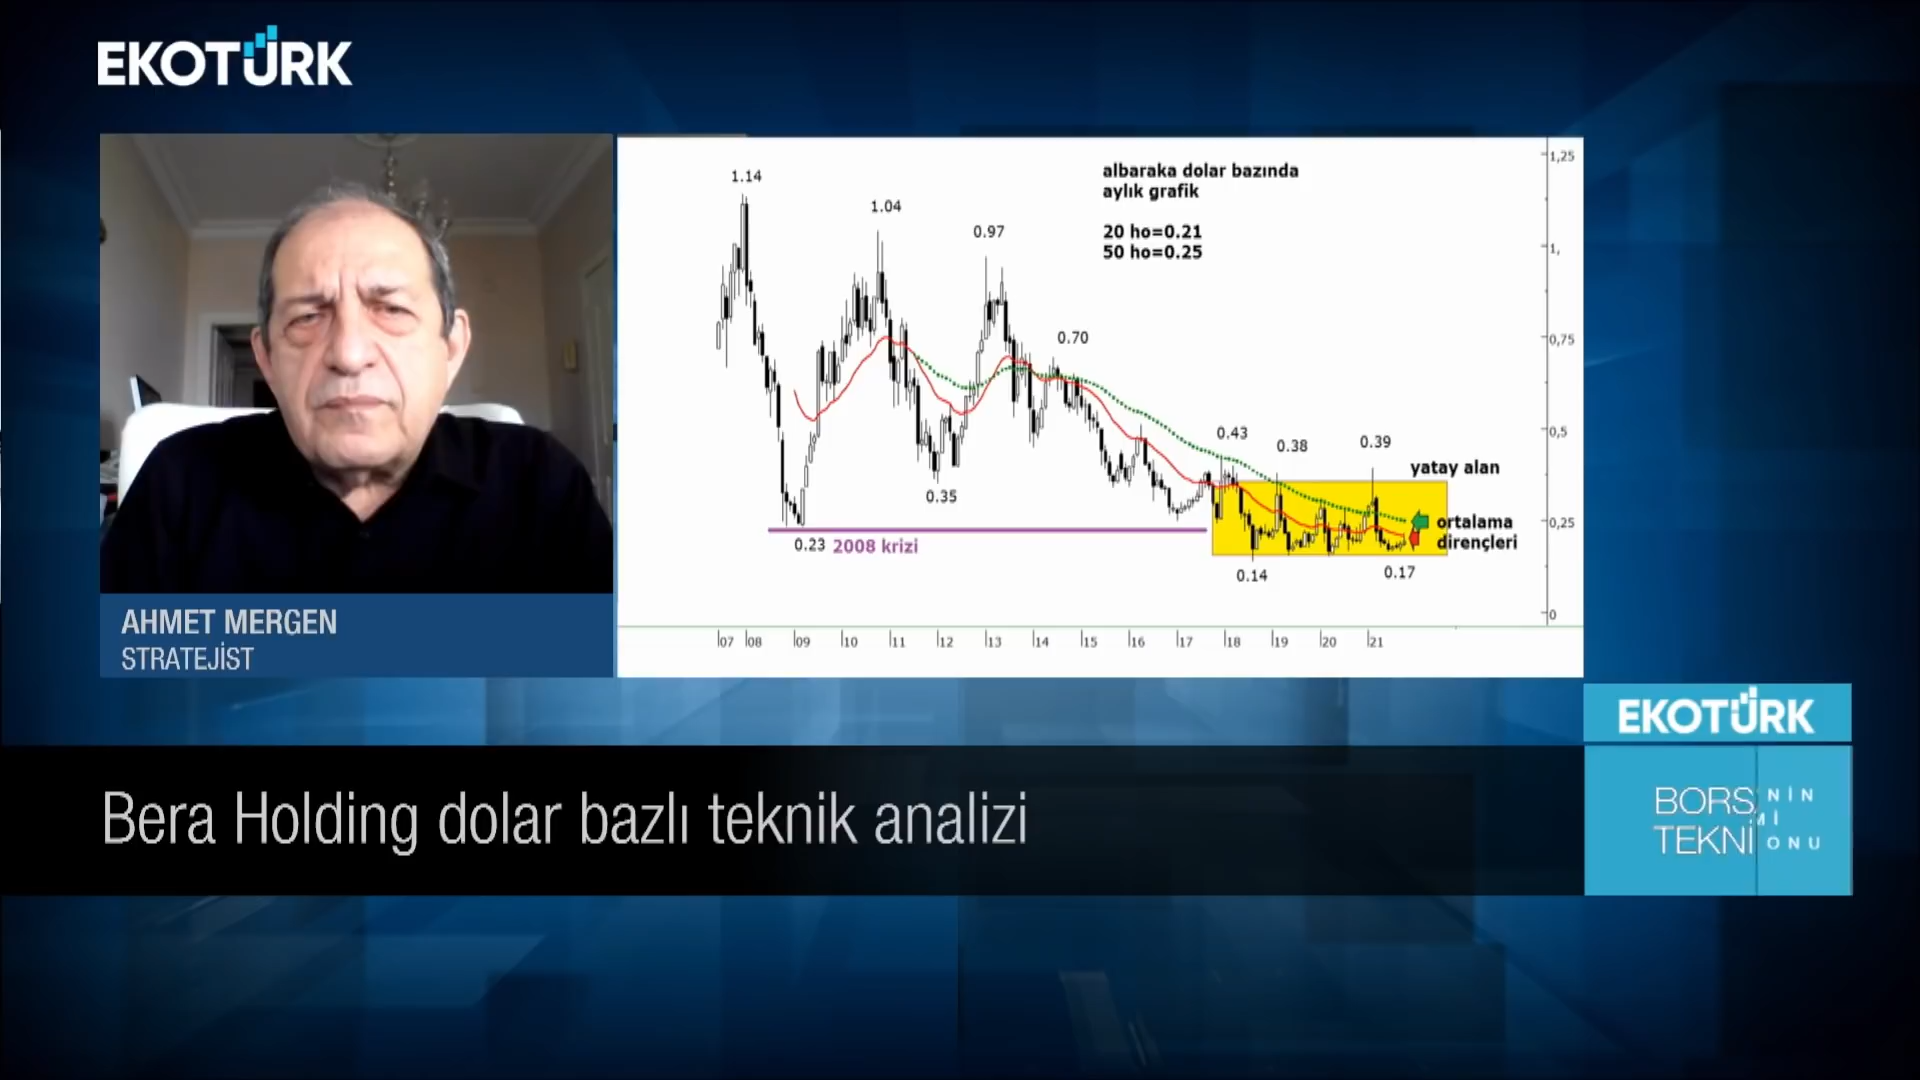 EKOTÜRK
1.14
1.04
0.97
0.70
0.43
0.38
0.39
0.35
0.23
2008 krizi
0.14
0.17
albaraka dolar bazında
aylık grafik
20 ho=0.21
50 ho=0.25
yatay alan
ortalama
dirençleri
1,25
1,
0,75
0,5
0,25
0
07 08 09 10 11 12 13 14 15 16 17 18 19 20 21
AHMET MERGEN
STRATEJİST
EKOTÜRK
Bera Holding dolar bazlı teknik analizi
BORS NİN
Mİ
TEKNİ ONU